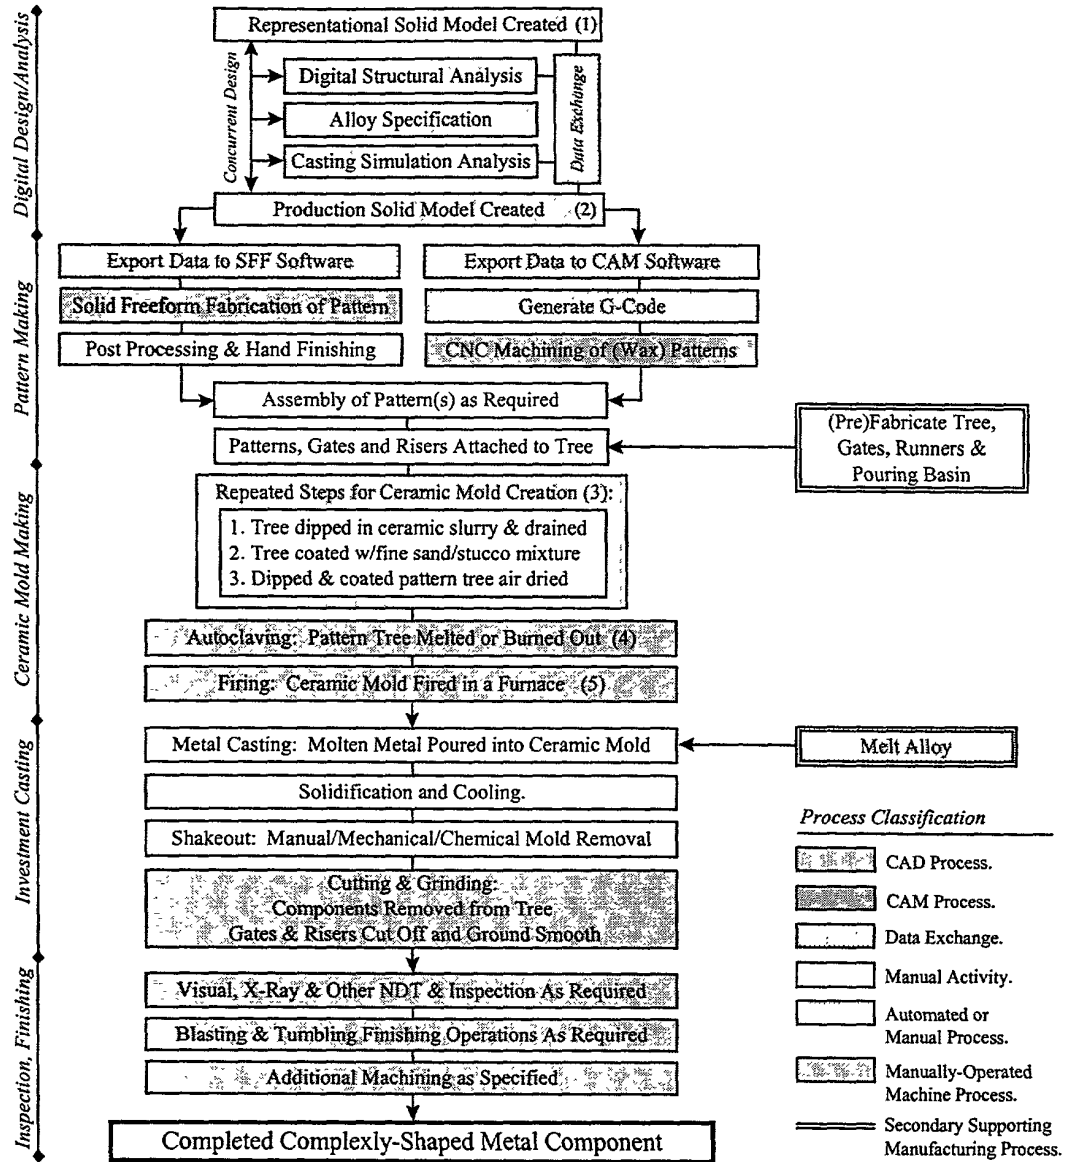 Digital Design/Analysis
Representational Solid Model Created (1)
Concurrent Design
Digital Structural Analysis
Alloy Specification
Casting Simulation Analysis
Data Exchange
Production Solid Model Created (2)
Pattern Making
Export Data to SFF Software
Solid Freeform Fabrication of Pattern
Post Processing & Hand Finishing
Export Data to CAM Software
Generate G-Code
CNC Machining of (Wax) Patterns
Assembly of Pattern(s) as Required
Patterns, Gates and Risers Attached to Tree
(Pre)Fabricate Tree,
Gates, Runners &
Pouring Basin
Ceramic Mold Making
Repeated Steps for Ceramic Mold Creation (3):
1. Tree dipped in ceramic slurry & drained
2. Tree coated w/fine sand/stucco mixture
3. Dipped & coated pattern tree air dried
Autoclaving: Pattern Tree Melted or Burned Out (4)
Firing: Ceramic Mold Fired in a Furnace (5)
Investment Casting
Metal Casting: Molten Metal Poured into Ceramic Mold
Melt Alloy
Solidification and Cooling.
Shakeout: Manual/Mechanical/Chemical Mold Removal
Cutting & Grinding:
Components Removed from Tree
Gates & Risers Cut Off and Ground Smooth
Inspection, Finishing
Visual, X-Ray & Other NDT & Inspection As Required
Blasting & Tumbling Finishing Operations As Required
Additional Machining as Specified
Completed Complexly-Shaped Metal Component
Process Classification
CAD Process.
CAM Process.
Data Exchange.
Manual Activity.
Automated or
Manual Process.
Manually-Operated
Machine Process.
Secondary Supporting
Manufacturing Process.